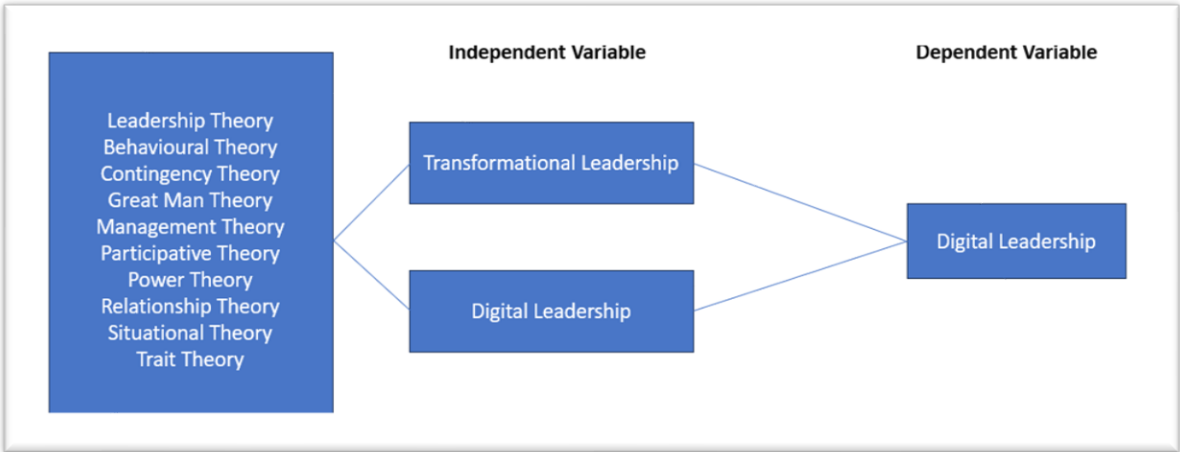 Independent Variable
Dependent Variable
Leadership Theory
Behavioural Theory
Contingency Theory
Great Man Theory
Management Theory
Participative Theory
Power Theory
Relationship Theory
Situational Theory
Trait Theory
Transformational Leadership
Digital Leadership
Digital Leadership